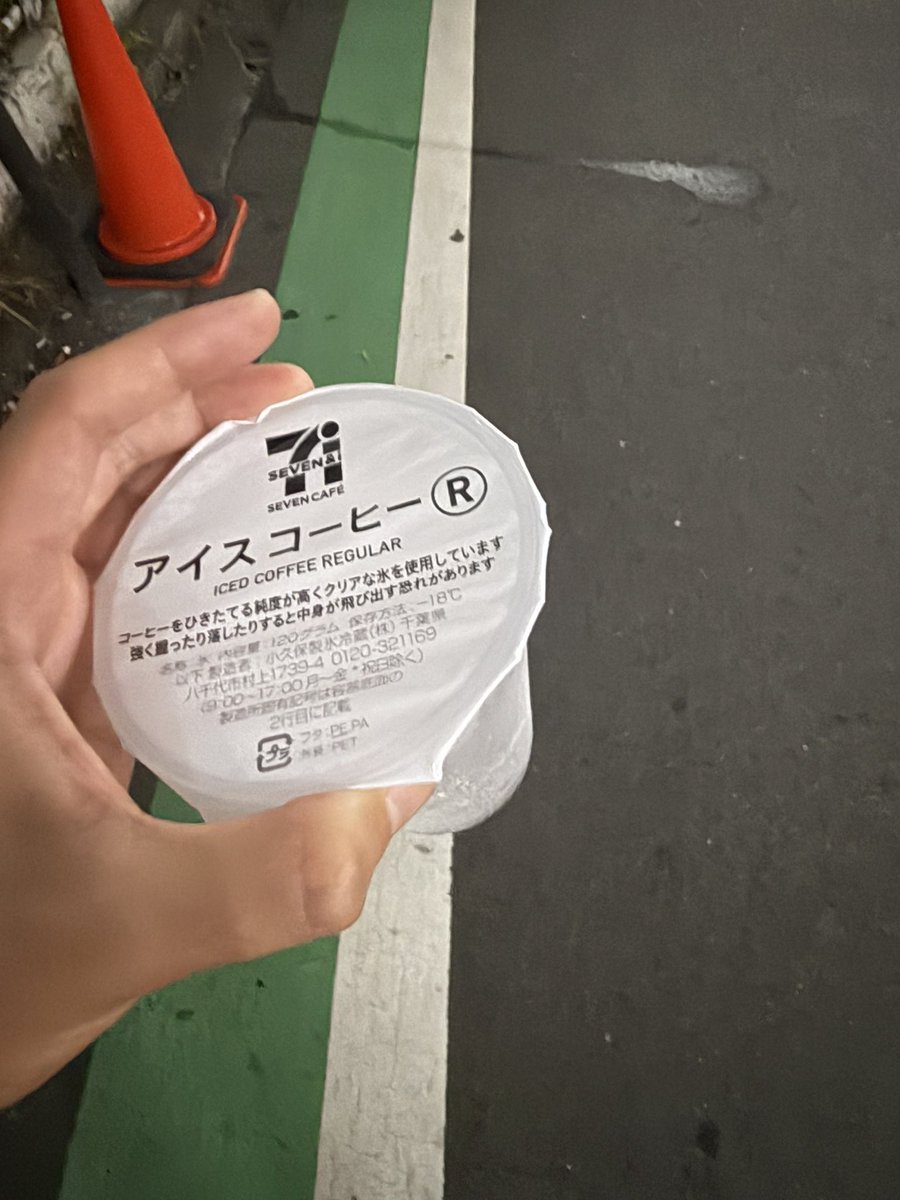 SEVEN&i
SEVEN CAFÉ
アイスコーヒー Ⓡ
ICED COFFEE REGULAR
コーヒーをひきたてる純度が高くクリアな氷を使用しています
強く握ったり落したりすると中身が飛び出す恐れがあります
名称:氷 内容量:120グラム 保存方法:−18℃
以下 製造者:小久保製氷冷蔵(株) 千葉県
八千代市村上1739-4 0120-321169
(9:00~17:00 月~金*祝日除く)
製造所固有記号は容器底面の
2行目に記載
プラ フタ:PE,PA
容器:PET